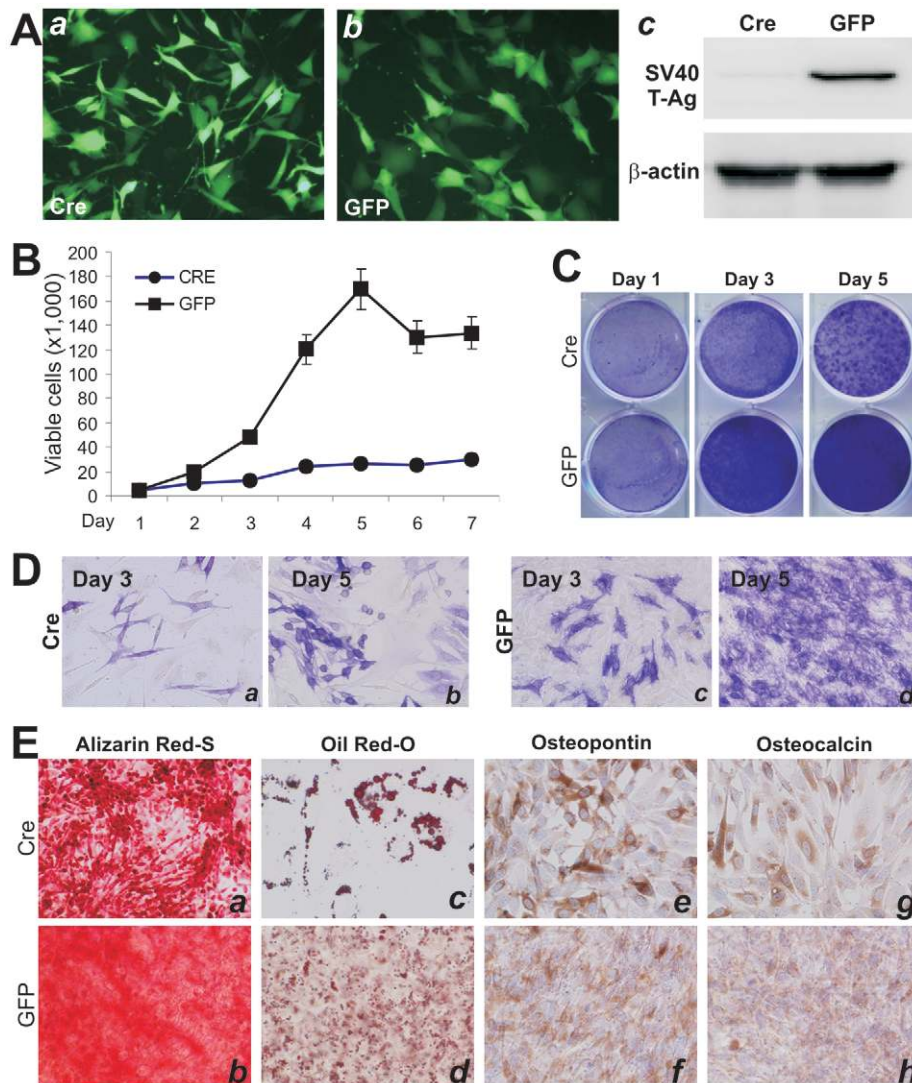 A
a
Cre
b
GFP
c
Cre GFP
SV40
T-Ag
β-actin
B
200
180
160
140
120
100
80
60
40
20
0
Viable cells (x1,000)
CRE
GFP
Day 1 2 3 4 5 6 7
C
Day 1 Day 3 Day 5
Cre
GFP
D
Cre
Day 3
a
Day 5
b
GFP
Day 3
c
Day 5
d
E
Alizarin Red-S Oil Red-O Osteopontin Osteocalcin
Cre
a c e g
GFP
b d f h